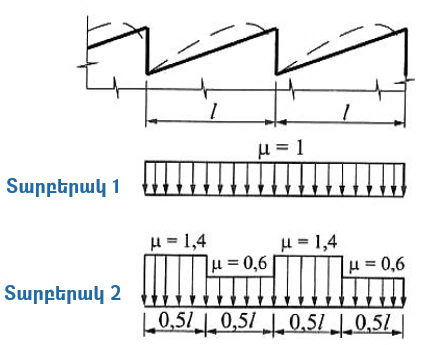 l l
μ = 1
Տարբերակ 1
μ = 1,4 μ = 1,4
μ = 0,6 μ = 0,6
Տարբերակ 2
0,5l 0,5l 0,5l 0,5l